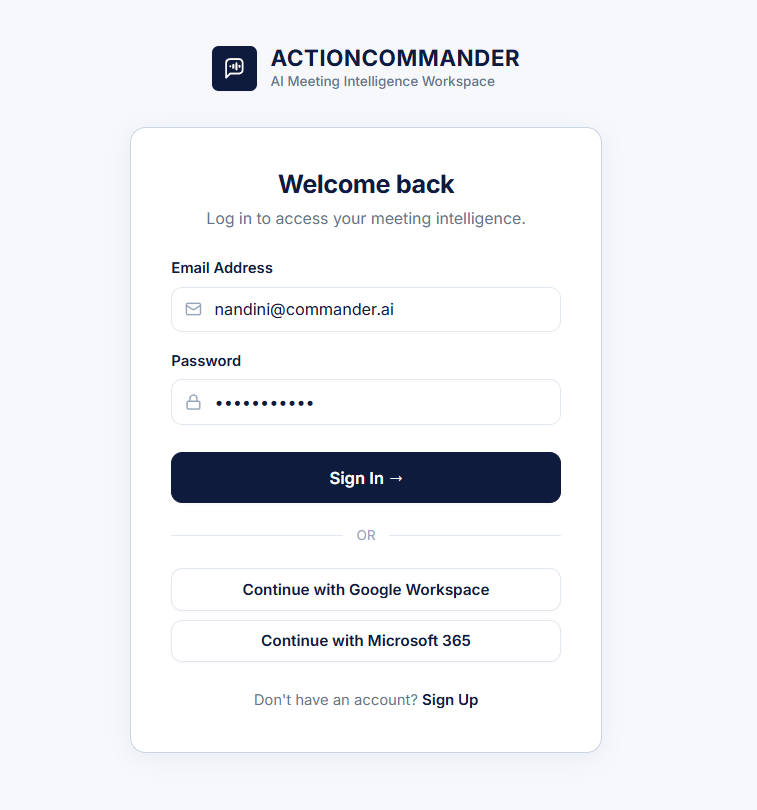 ACTIONCOMMANDER
AI Meeting Intelligence Workspace
Welcome back
Log in to access your meeting intelligence.
Email Address
nandini@commander.ai
Password
•••••••••••
Sign In →
OR
Continue with Google Workspace
Continue with Microsoft 365
Don't have an account? Sign Up